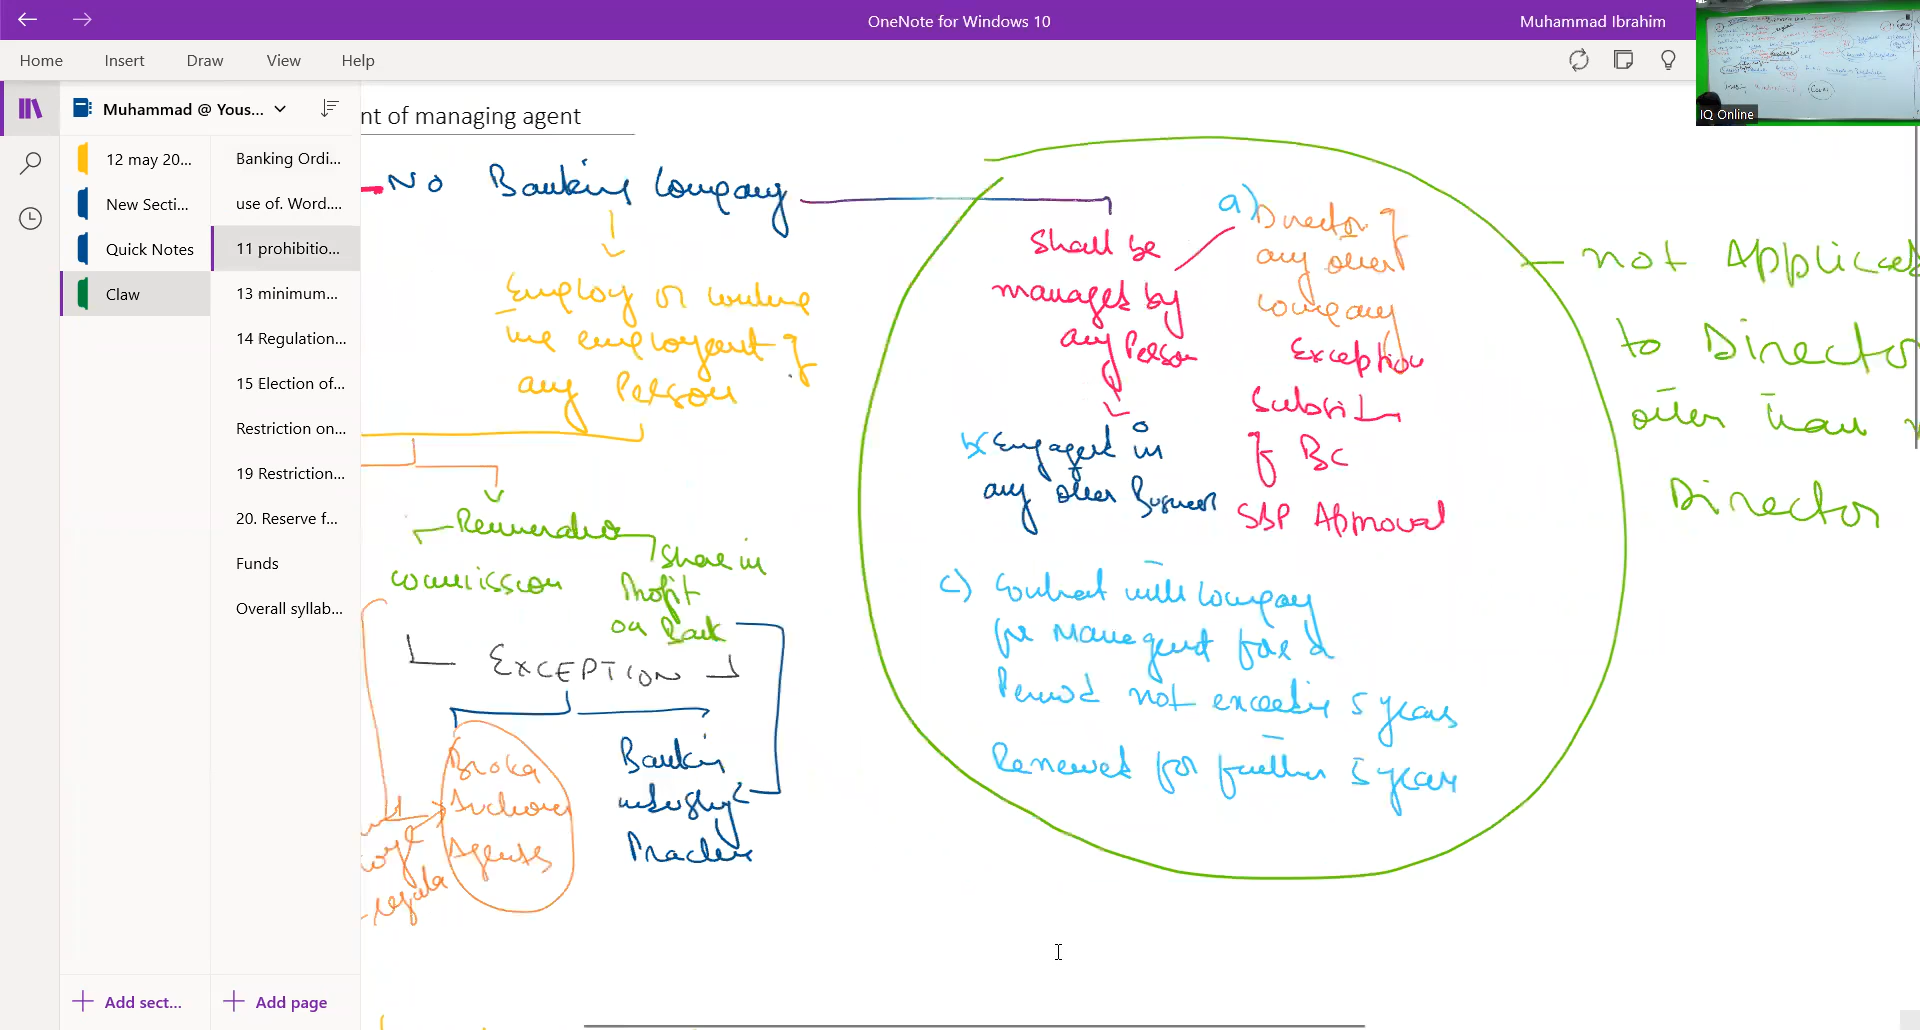 OneNote for Windows 10
Muhammad Ibrahim
Home Insert Draw View Help
IQ Online
Muhammad @ Yous...
12 may 20...
New Secti...
Quick Notes
Claw
Banking Ordi...
use of. Word....
11 prohibitio...
13 minimum...
14 Regulation...
15 Election of...
Restriction on...
19 Restriction...
20. Reserve f...
Funds
Overall syllab...
Add sect...
Add page
nt of managing agent
No Banking Company
Employ or continue
the employment of
any Person
Remuneration
commission
Share in
Profit
on Bank
EXCEPTION
Broker
Auctioneer
Agents
Banking
Practice
regula
Shall be
managed by
any Person
a) Director of
any other
company
Exception
of BC
SBP Approval
b) Engaged in
any other Business
c) Contract with Company
for Management for a
Period not exceeding 5 years
Renewed for further 5 year
not Applicab
to Director
other than
Director